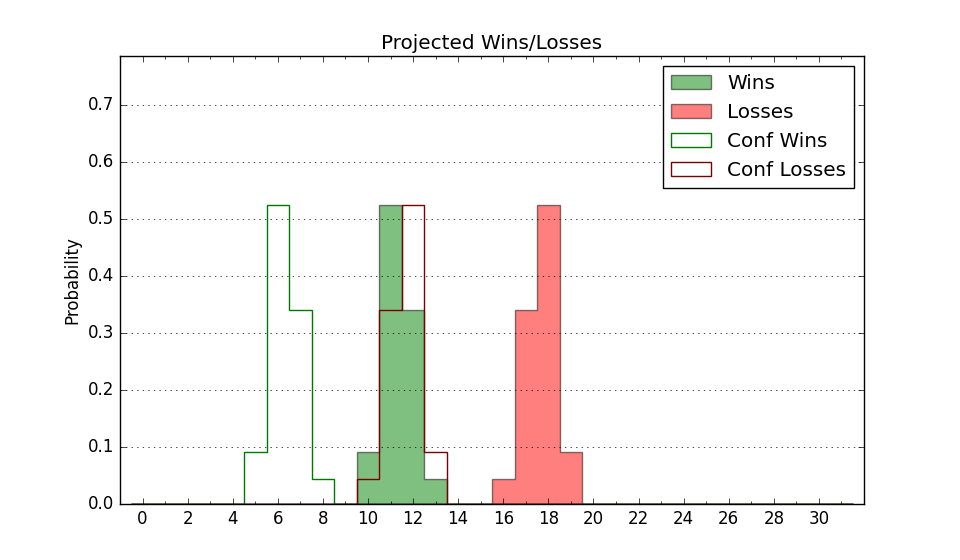 Projected Wins/Losses
Wins
Losses
Conf Wins
Conf Losses
Probability
0.7
0.6
0.5
0.4
0.3
0.2
0.1
0.0
0 2 4 6 8 10 12 14 16 18 20 22 24 26 28 30